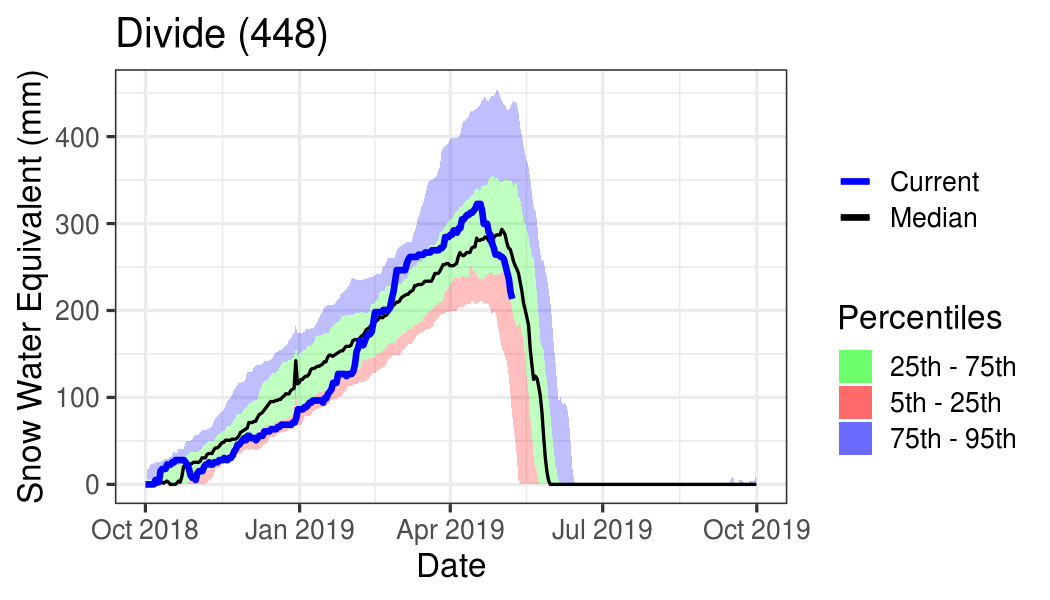 Divide (448)
Snow Water Equivalent (mm)
400
300
200
100
0
Oct 2018
Jan 2019
Apr 2019
Jul 2019
Oct 2019
Date
Current
Median
Percentiles
25th - 75th
5th - 25th
75th - 95th